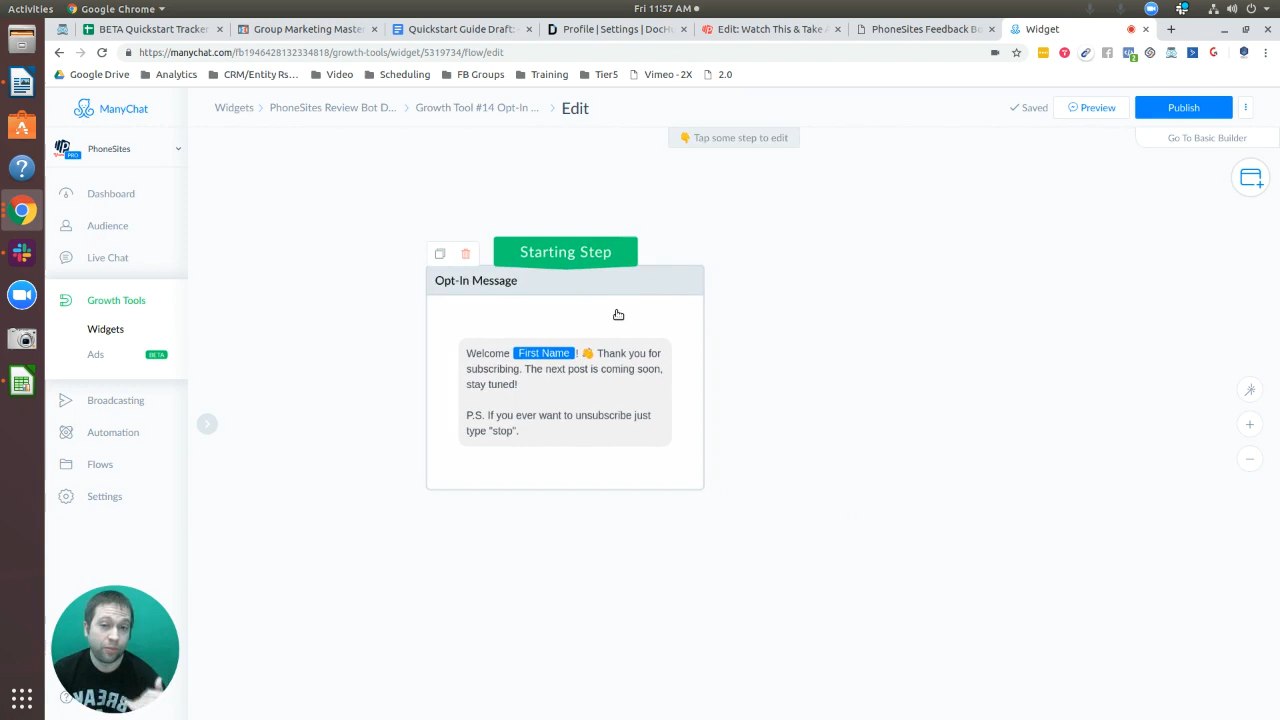 Activities
Google Chrome
Fri 11:57 AM
BETA Quickstart Tracker
Group Marketing Master
Quickstart Guide Draft:
Profile | Settings | DocHu
Edit: Watch This & Take A
PhoneSites Feedback Bo
Widget
https://manychat.com/fb1946428132334818/growth-tools/widget/5319734/flow/edit
Google Drive
Analytics
CRM/Entity Rs...
Video
Scheduling
FB Groups
Training
Tier5
Vimeo - 2X
2.0
ManyChat
Widgets > PhoneSites Review Bot D... > Growth Tool #14 Opt-In ... > Edit
Saved
Preview
Publish
Tap some step to edit
Go To Basic Builder
PhoneSites
PRO
Dashboard
Audience
Live Chat
Growth Tools
Widgets
Ads
BETA
Broadcasting
Automation
Flows
Settings
Starting Step
Opt-In Message
Welcome First Name ! 👋 Thank you for
subscribing. The next post is coming soon,
stay tuned!
P.S. If you ever want to unsubscribe just
type "stop".
BREAK